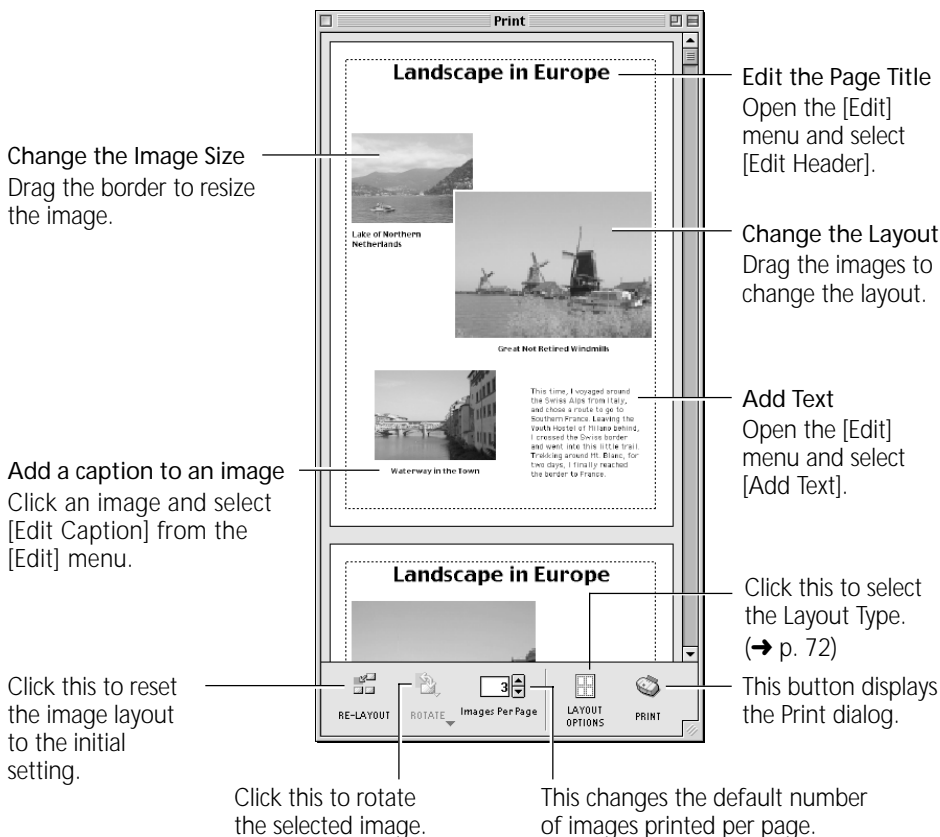 Print
Landscape in Europe
Edit the Page Title
Open the [Edit]
menu and select
[Edit Header].
Change the Image Size
Drag the border to resize
the image.
Lake of Northern
Netherlands
Change the Layout
Drag the images to
change the layout.
Great Not Retired Windmills
This time, I voyaged around
the Swiss Alps from Italy,
and chose a route to go to
Southern France. Leaving the
Youth Hostel of Milano behind,
I crossed the Swiss border
and went into this little trail.
Trekking around Mt. Blanc, for
two days, I finally reached
the border to France.
Add Text
Open the [Edit]
menu and select
[Add Text].
Waterway in the Town
Add a caption to an image
Click an image and select
[Edit Caption] from the
[Edit] menu.
Landscape in Europe
Click this to select
the Layout Type.
(➜ p. 72)
Click this to reset
the image layout
to the initial
setting.
RE-LAYOUT
ROTATE
3
Images Per Page
LAYOUT
OPTIONS
PRINT
This button displays
the Print dialog.
Click this to rotate
the selected image.
This changes the default number
of images printed per page.